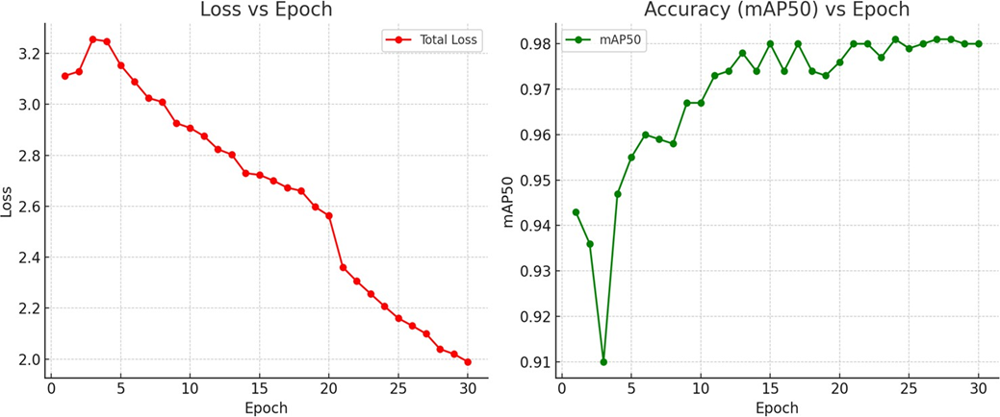 Loss vs Epoch
Total Loss
3.2
3.0
2.8
2.6
2.4
2.2
2.0
Loss
0 5 10 15 20 25 30
Epoch
Accuracy (mAP50) vs Epoch
mAP50
0.98
0.97
0.96
0.95
0.94
0.93
0.92
0.91
mAP50
0 5 10 15 20 25 30
Epoch